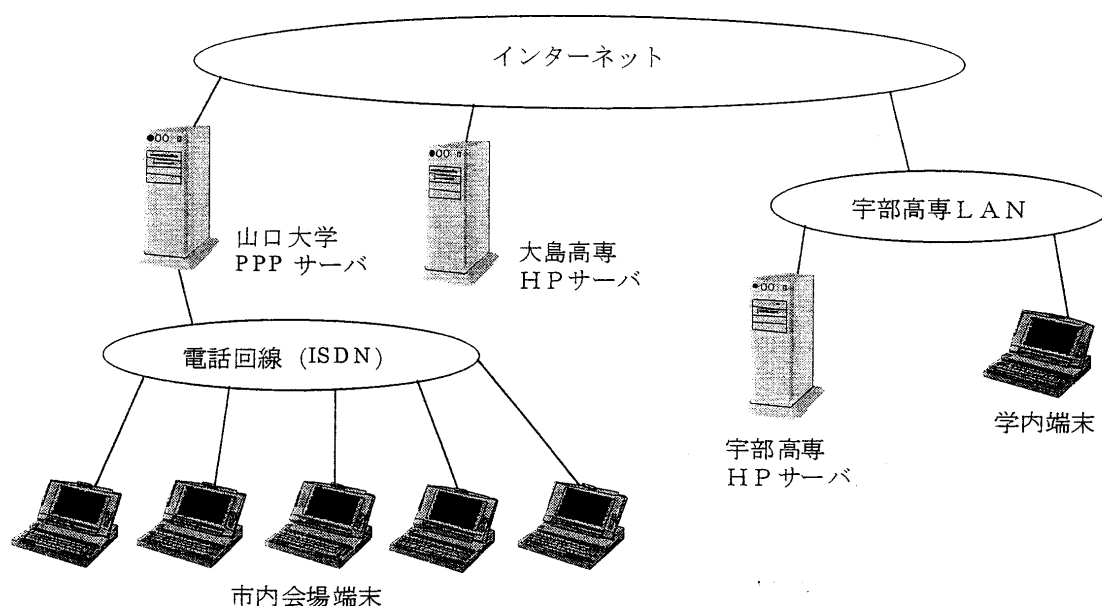 インターネット
山口大学
PPP サーバ
大島高専
ＨＰサーバ
宇部高専ＬＡＮ
電話回線 (ISDN)
宇部高専
ＨＰサーバ
学内端末
市内会場端末